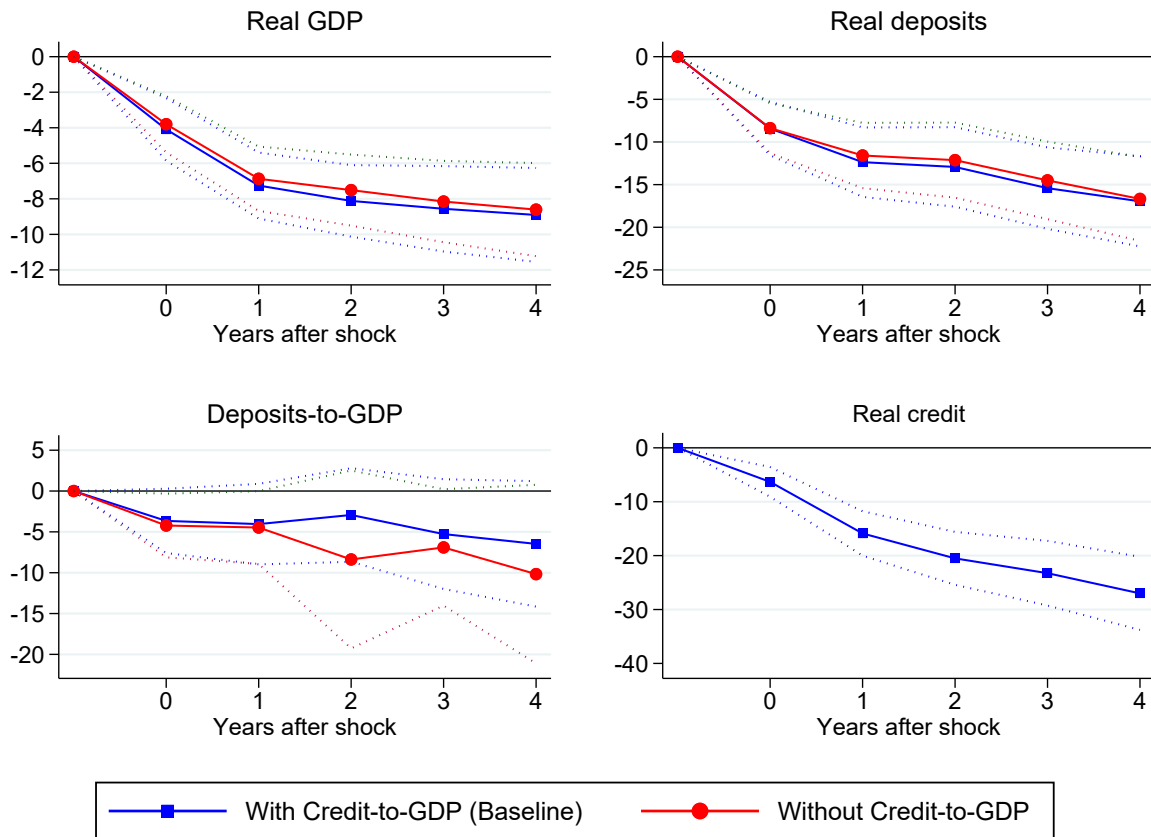 Real GDP
0
-2
-4
-6
-8
-10
-12
0 1 2 3 4
Years after shock
Real deposits
0
-5
-10
-15
-20
-25
0 1 2 3 4
Years after shock
Deposits-to-GDP
5
0
-5
-10
-15
-20
0 1 2 3 4
Years after shock
Real credit
0
-10
-20
-30
-40
0 1 2 3 4
Years after shock
With Credit-to-GDP (Baseline) Without Credit-to-GDP